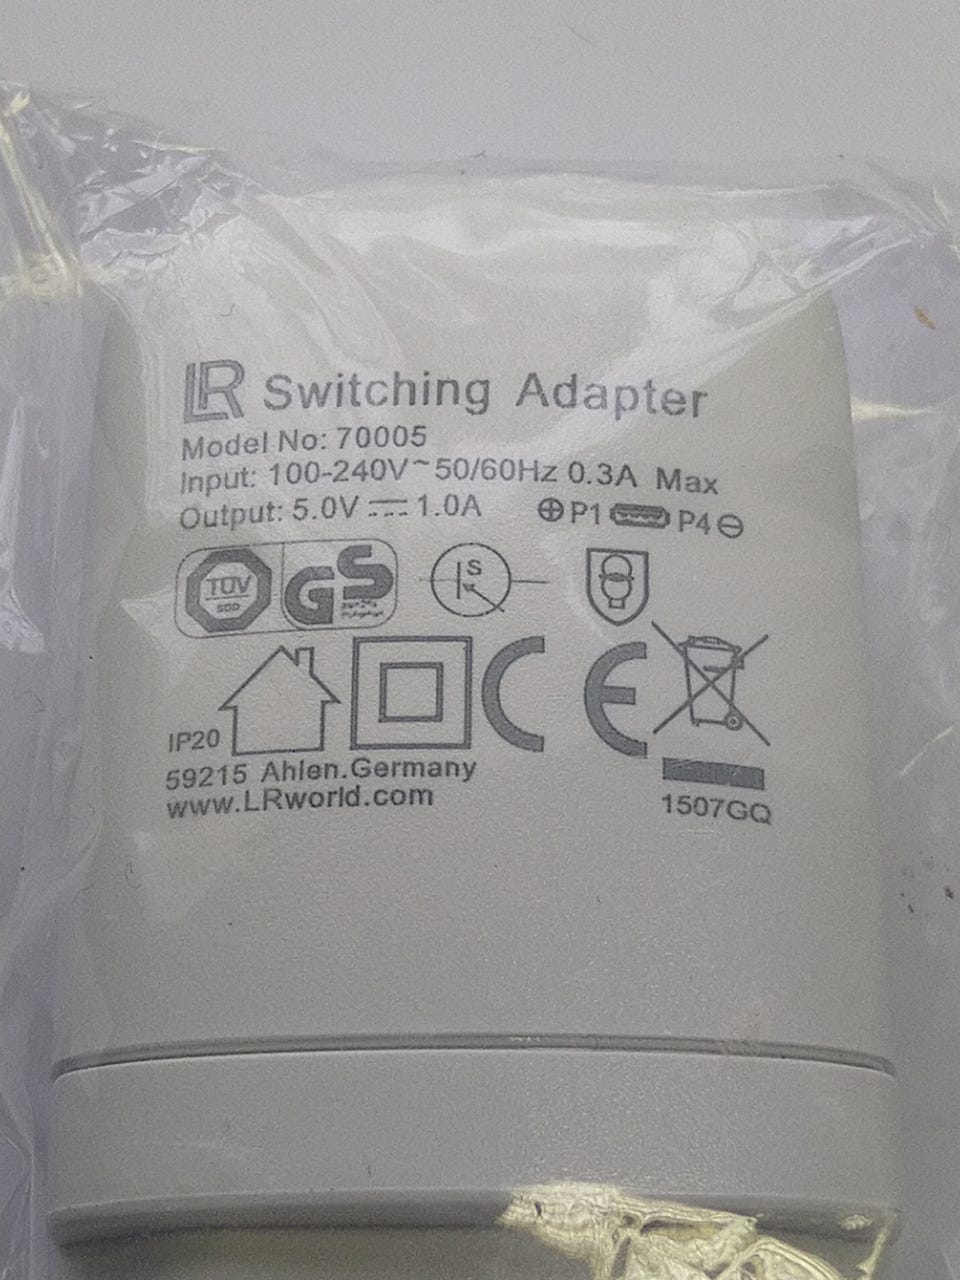 LR Switching Adapter
Model No: 70005
Input: 100-240V~50/60Hz 0.3A Max
Output: 5.0V ⎓ 1.0A ⊕P1 P4⊖
TÜV
SÜD
GS
S
IP20
CE
59215 Ahlen.Germany
www.LRworld.com
1507GQ